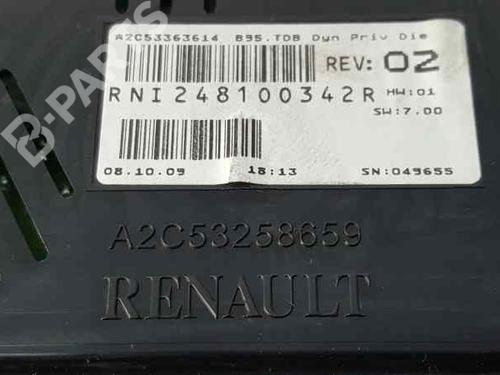 A2C53363614 B95.TDB Dyn Priv Die
REV: 02
RNI248100342R
HW:01
SW:7.00
08.10.09 18:13 SN:049655
A2C53258659
RENAULT
B-PARTS